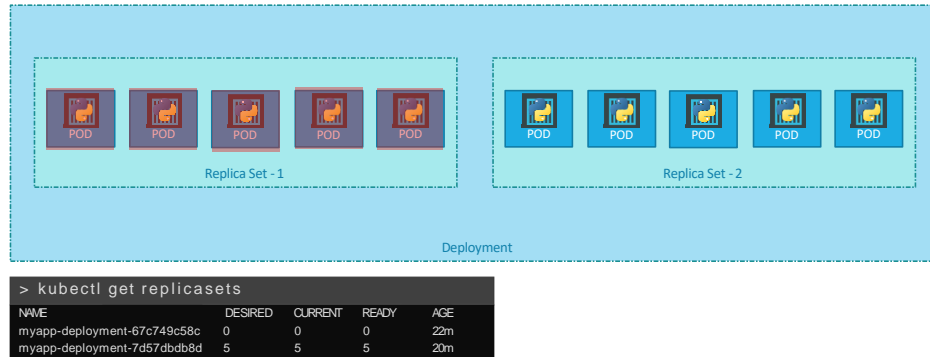 POD POD POD POD POD POD POD POD POD POD
Replica Set - 1 Replica Set - 2
Deployment
> kubectl get replicasets
NAME DESIRED CURRENT READY AGE
myapp-deployment-67c749c58c 0 0 0 22m
myapp-deployment-7d57dbdb8d 5 5 5 20m